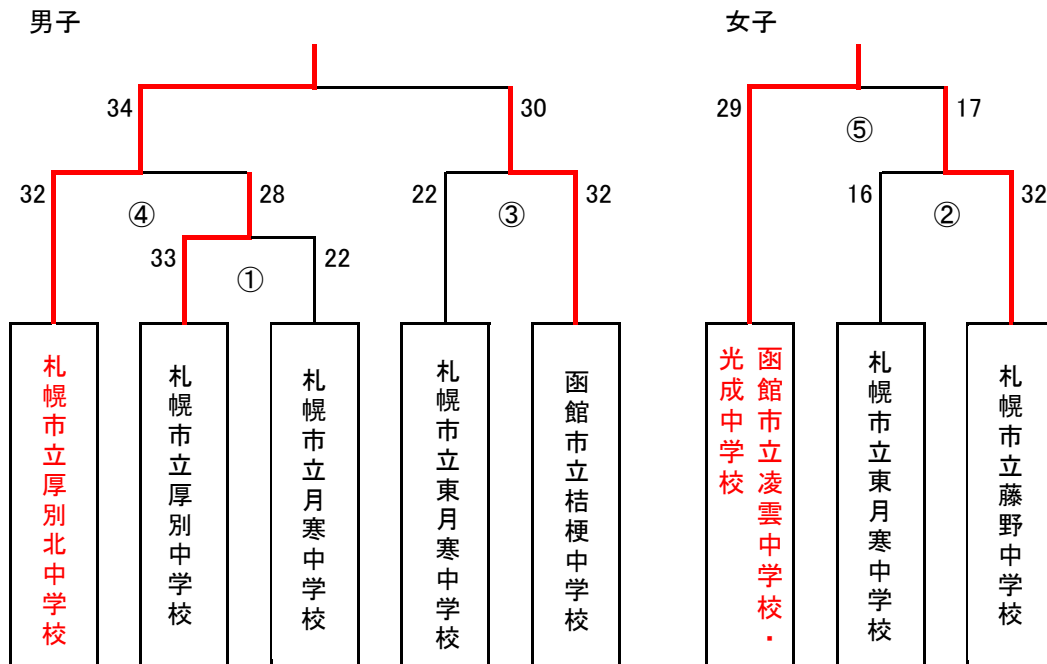 男子
女子
34
30
29
17
⑤
32
28
22
32
16
32
④
③
②
33
22
①
札幌市立厚別北中学校
札幌市立厚別中学校
札幌市立月寒中学校
札幌市立東月寒中学校
函館市立桔梗中学校
函館市立凌雲中学校・
光成中学校
札幌市立東月寒中学校
札幌市立藤野中学校